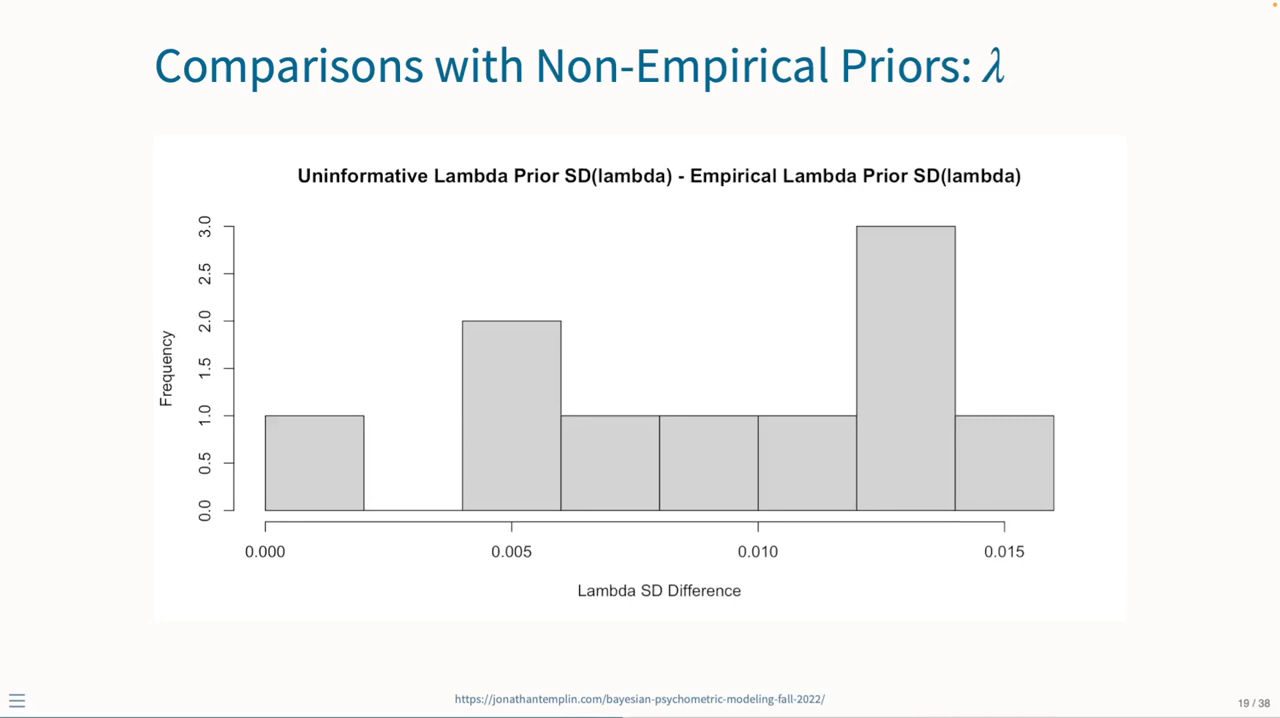 Comparisons with Non-Empirical Priors: λ
Uninformative Lambda Prior SD(lambda) - Empirical Lambda Prior SD(lambda)
3.0
2.5
2.0
1.5
1.0
0.5
0.0
Frequency
0.000 0.005 0.010 0.015
Lambda SD Difference
https://jonathantemplin.com/bayesian-psychometric-modeling-fall-2022/
19 / 38